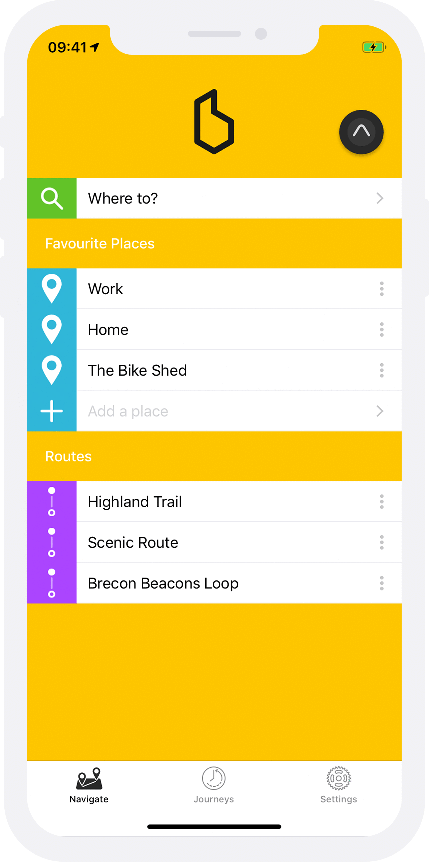 09:41
Where to?
Favourite Places
Work
Home
The Bike Shed
Add a place
Routes
Highland Trail
Scenic Route
Brecon Beacons Loop
Navigate
Journeys
Settings